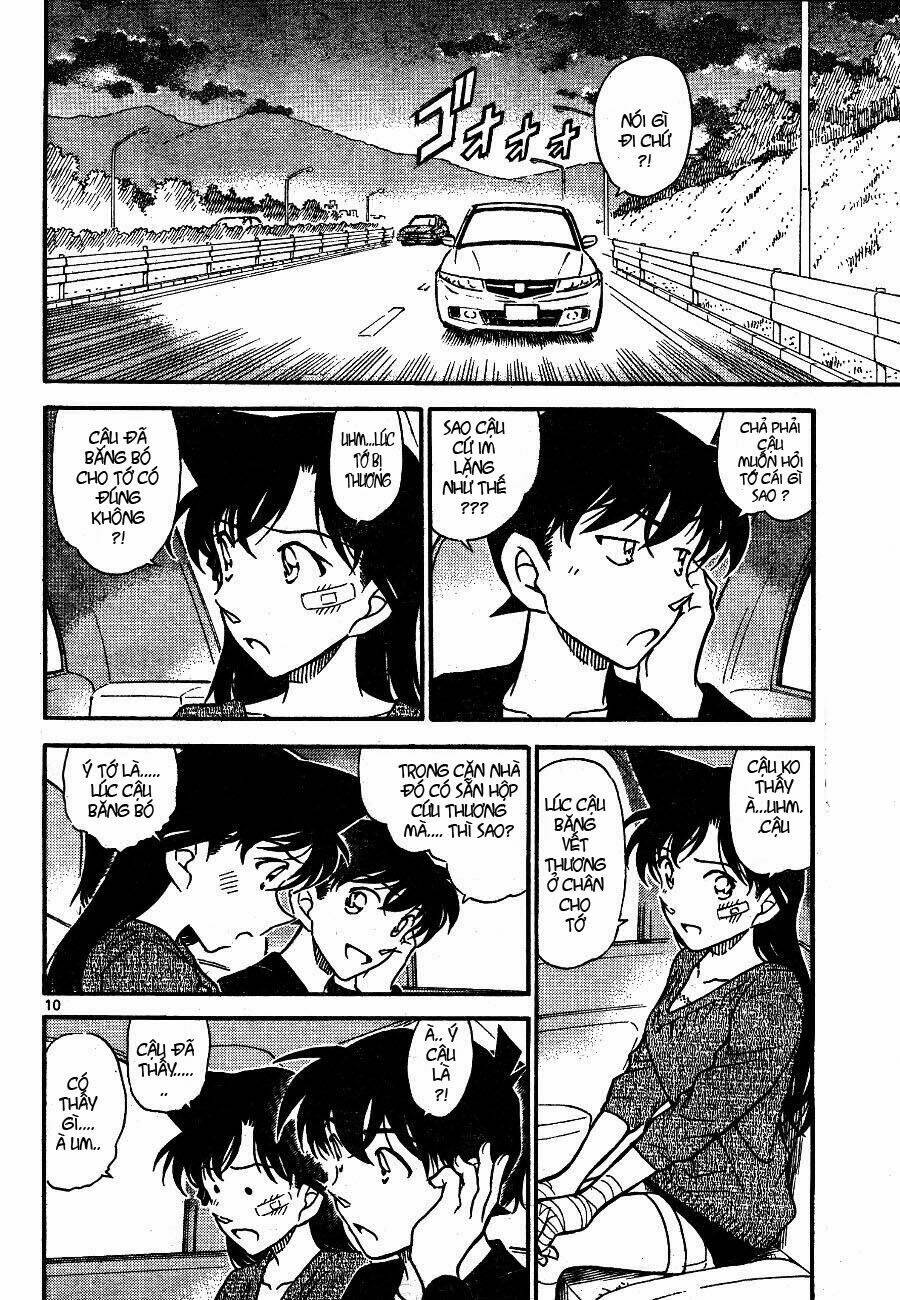 NÓI GÌ
ĐI CHỨ
?!
ゴォォォ
CHẢ PHẢI
CẬU
MUỐN HỎI
TỚ CÁI GÌ
SAO ?
SAO CẬU
CỨ IM
LẶNG
NHƯ THẾ
???
UHM...LÚC
TỚ BỊ
THƯƠNG
CẬU ĐÃ
BĂNG BÓ
CHO TỚ CÓ
ĐÚNG
KHÔNG
?!
CẬU KO
THẤY
À...UHM.
CẬU
LÚC CẬU
BĂNG
VẾT
THƯƠNG
Ở CHÂN
CHO
TỚ
TRONG CĂN NHÀ
ĐÓ CÓ SẴN HỘP
CỨU THƯƠNG
MÀ.... THÌ SAO?
Ý TỚ LÀ.....
LÚC CẬU
BĂNG BÓ
10
À.. Ý
CẬU
LÀ
?!
CẬU ĐÃ
THẤY.....
..
CÓ
THẤY
GÌ....
À UM..